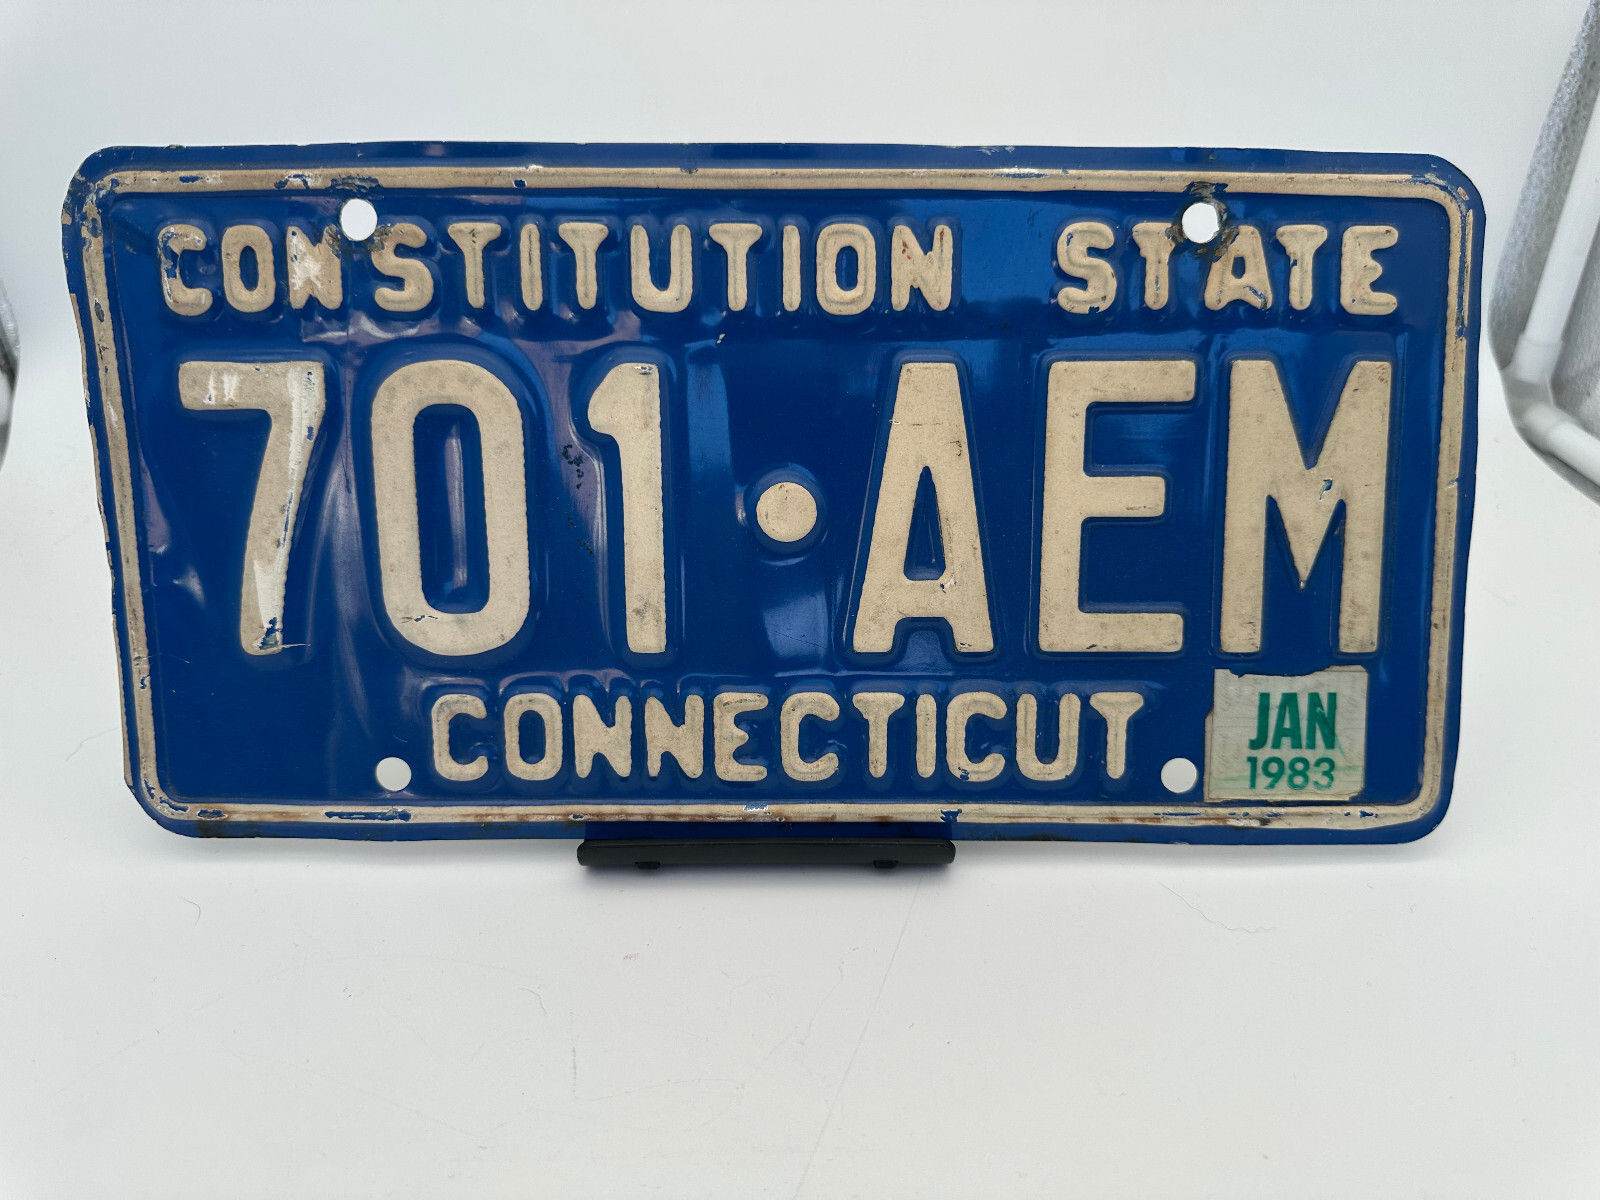 CONSTITUTION STATE
701•AEM
CONNECTICUT
JAN
1983